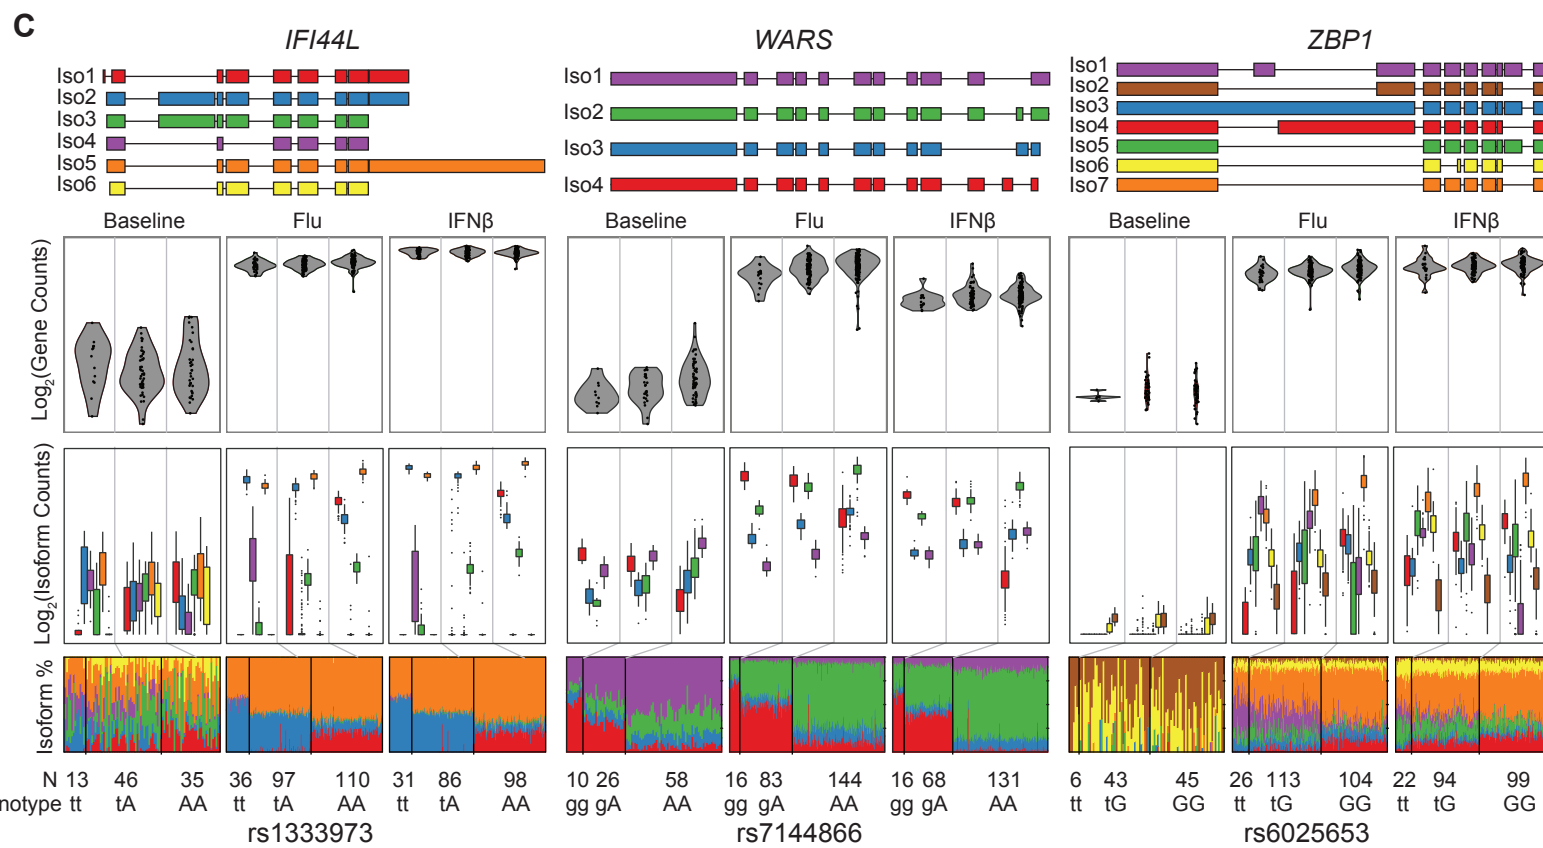 C
IFI44L WARS ZBP1
Iso1
Iso2
Iso3
Iso4
Iso5
Iso6
Iso1
Iso2
Iso3
Iso4
Iso1
Iso2
Iso3
Iso4
Iso5
Iso6
Iso7
Baseline Flu IFNβ Baseline Flu IFNβ Baseline Flu IFNβ
Log2(Gene Counts)
Log2(Isoform Counts)
Isoform %
N 13 46 35 36 97 110 31 86 98 10 26 58 16 83 144 16 68 131 6 43 45 26 113 104 22 94 99
notype tt tA AA tt tA AA tt tA AA gg gA AA gg gA AA gg gA AA tt tG GG tt tG GG tt tG GG
rs1333973 rs7144866 rs6025653